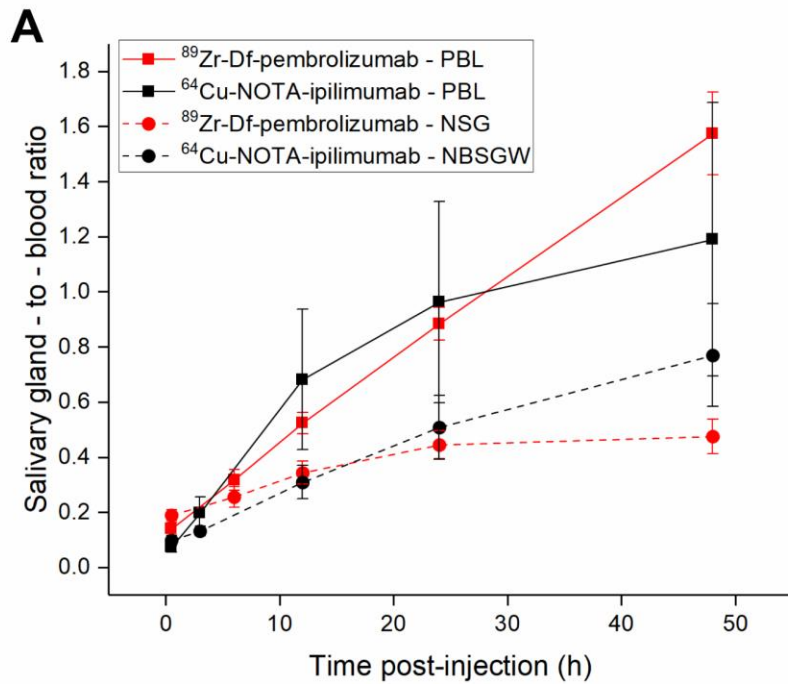 A
⁸⁹Zr-Df-pembrolizumab - PBL
⁶⁴Cu-NOTA-ipilimumab - PBL
⁸⁹Zr-Df-pembrolizumab - NSG
⁶⁴Cu-NOTA-ipilimumab - NBSGW
Salivary gland - to - blood ratio
1.8
1.6
1.4
1.2
1.0
0.8
0.6
0.4
0.2
0.0
0 10 20 30 40 50
Time post-injection (h)